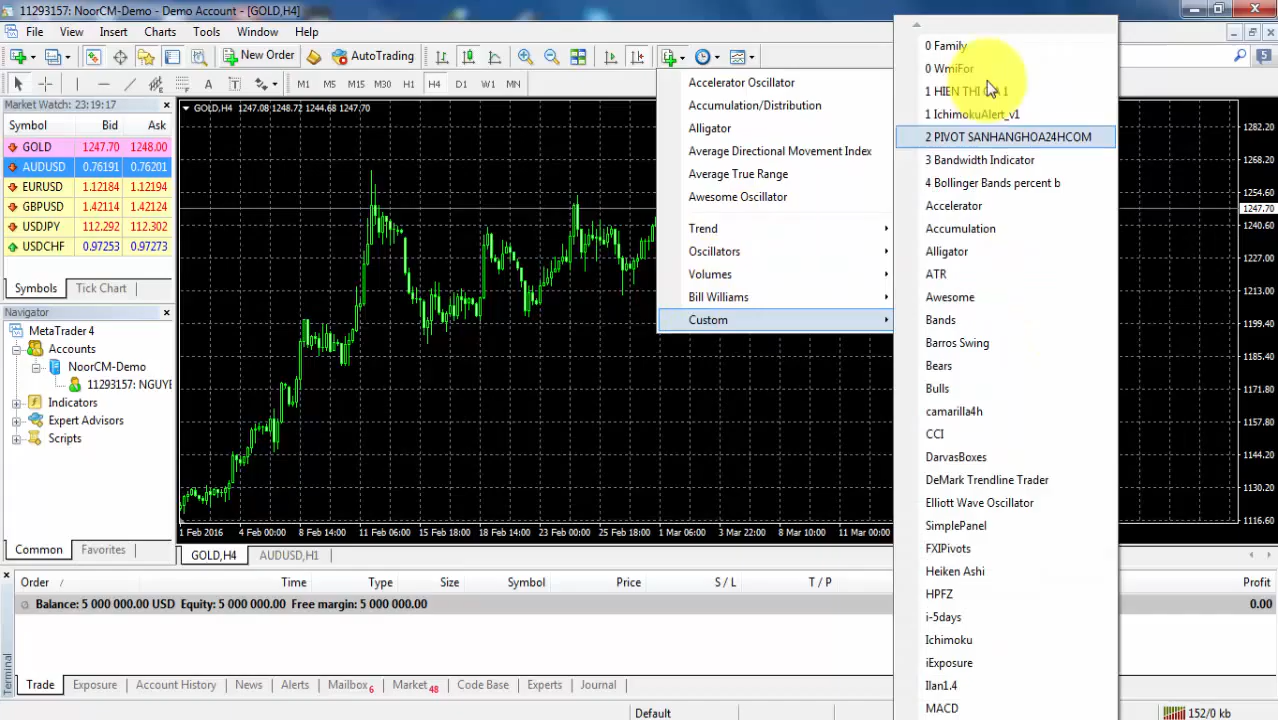 11293157: NoorCM-Demo - Demo Account - [GOLD,H4]
File View Insert Charts Tools Window Help
New Order AutoTrading 5
A T M1 M5 M15 M30 H1 H4 D1 W1 MN
Market Watch: 23:19:17
Symbol Bid Ask
GOLD 1247.70 1248.00
AUDUSD 0.76191 0.76201
EURUSD 1.12184 1.12194
GBPUSD 1.42114 1.42124
USDJPY 112.292 112.302
USDCHF 0.97253 0.97263
Symbols Tick Chart
Navigator
MetaTrader 4
Accounts
NoorCM-Demo
11293157: NGUYE
Indicators
Expert Advisors
Scripts
Common Favorites
GOLD,H4 1247.08 1248.72 1244.68 1247.70
1282.20
1268.20
1254.60
1247.70
1240.60
1227.00
1213.00
1199.40
1185.40
1171.80
1157.80
1144.20
1130.20
1116.60
1 Feb 2016 4 Feb 00:00 8 Feb 14:00 11 Feb 06:00 15 Feb 18:00 18 Feb 10:00 23 Feb 00:00 25 Feb 18:00 1 Mar 06:00 3 Mar 22:00 8 Mar 10:00 11 Mar 00:00
GOLD,H4 AUDUSD,H1
Accelerator Oscillator
Accumulation/Distribution
Alligator
Average Directional Movement Index
Average True Range
Awesome Oscillator
Trend
Oscillators
Volumes
Bill Williams
Custom
0 Family
0 WmiFor
1 HIEN THI 1
1 IchimokuAlert_v1
2 PIVOT SANHANGHOA24HCOM
3 Bandwidth Indicator
4 Bollinger Bands percent b
Accelerator
Accumulation
Alligator
ATR
Awesome
Bands
Barros Swing
Bears
Bulls
camarilla4h
CCI
DarvasBoxes
DeMark Trendline Trader
Elliott Wave Oscillator
SimplePanel
FXIPivots
Heiken Ashi
HPFZ
i-5days
Ichimoku
iExposure
Ilan1.4
MACD
Order / Time Type Size Symbol Price S / L T / P Profit
Balance: 5 000 000.00 USD Equity: 5 000 000.00 Free margin: 5 000 000.00 0.00
Terminal
Trade Exposure Account History News Alerts Mailbox 6 Market 48 Code Base Experts Journal
Default 152/0 kb